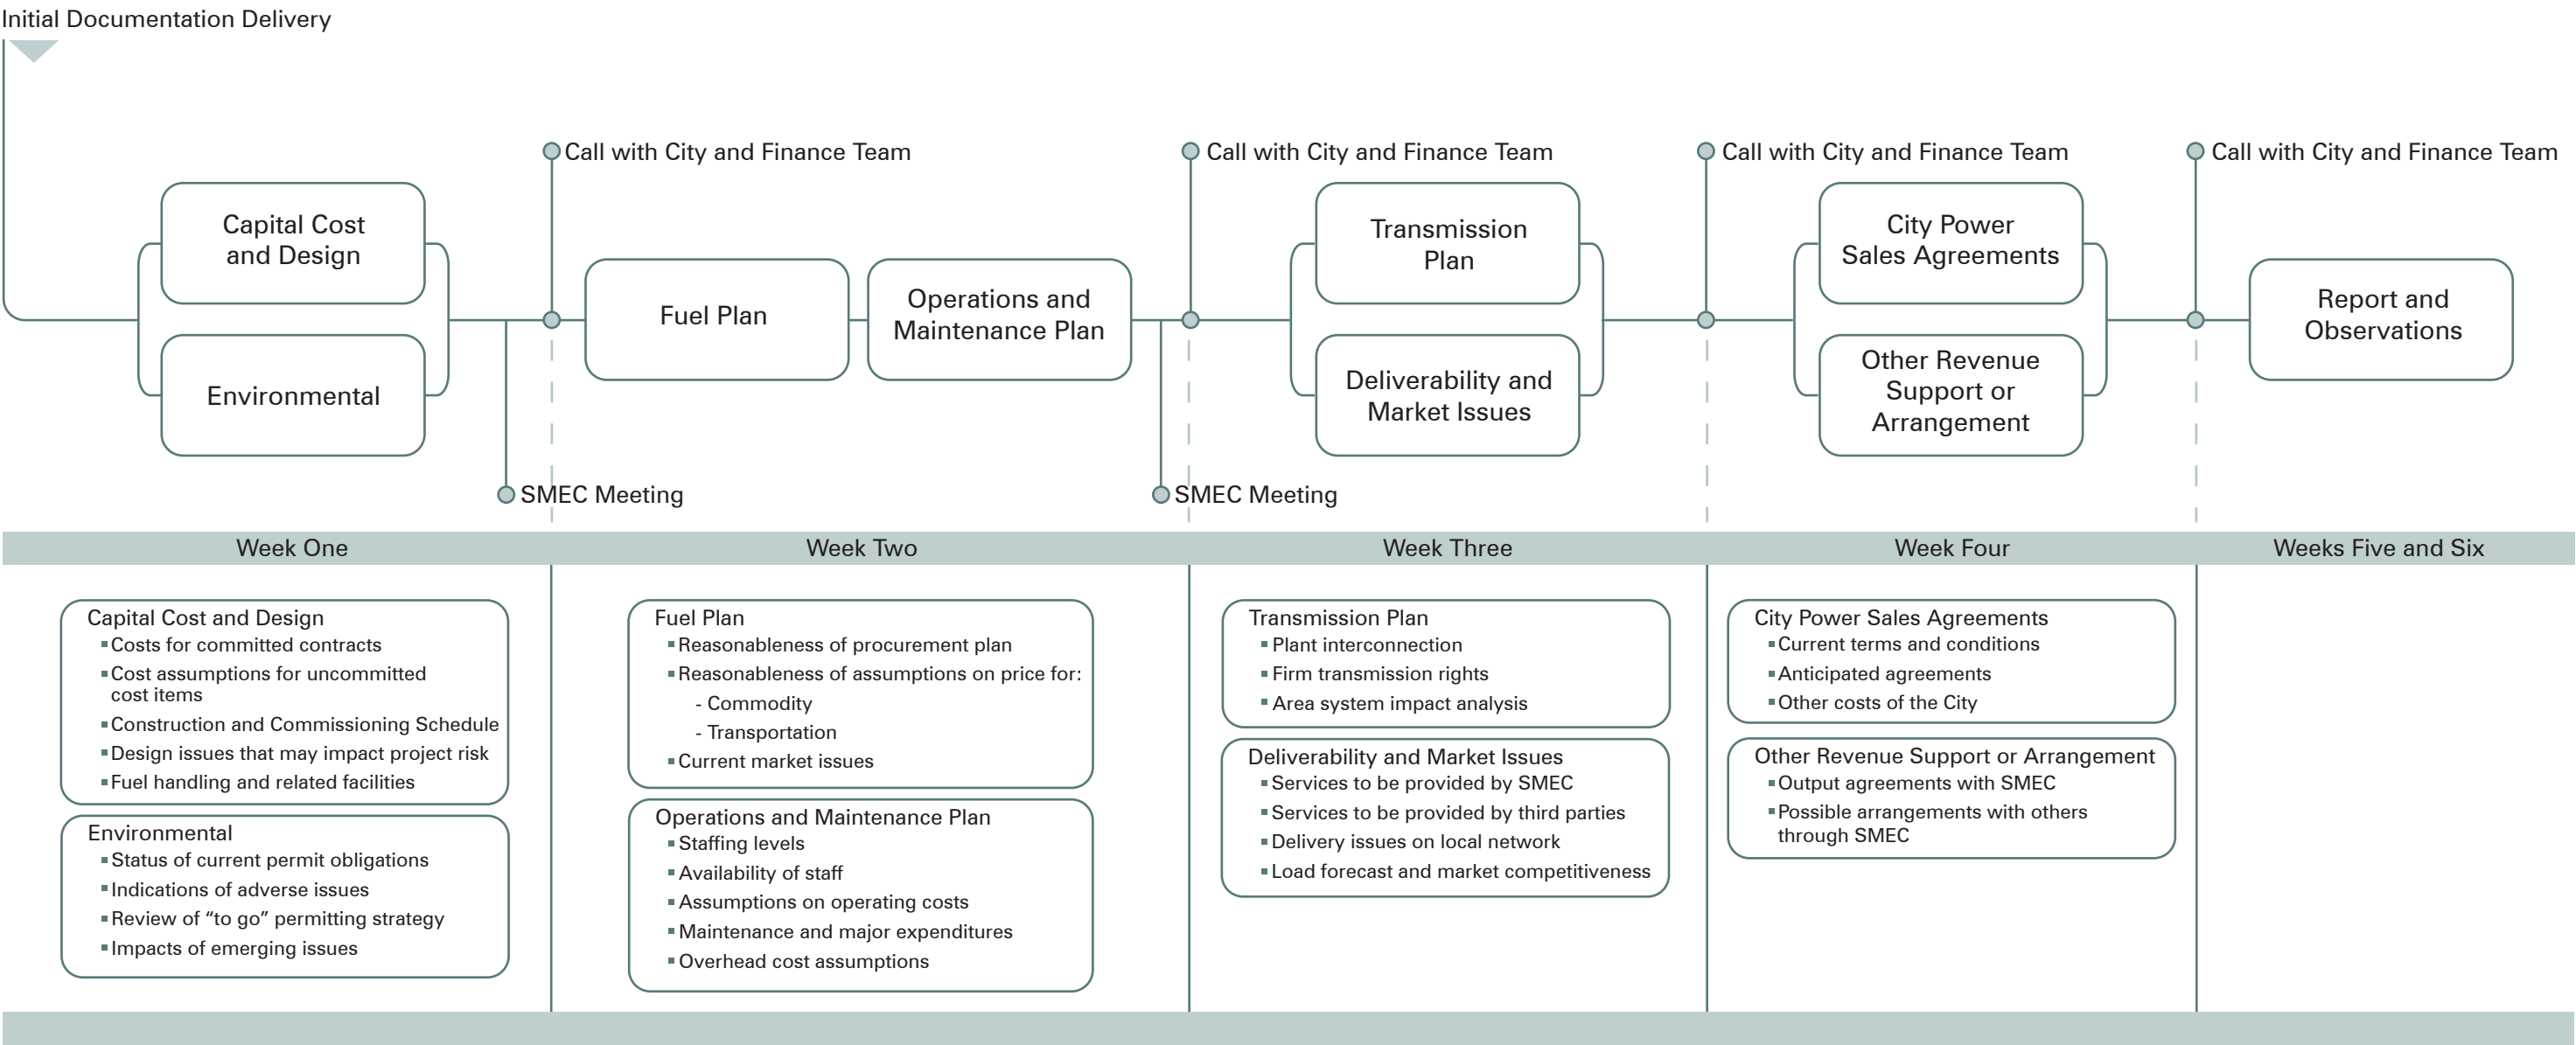 Initial Documentation Delivery
Call with City and Finance Team
Call with City and Finance Team
Call with City and Finance Team
Call with City and Finance Team
Capital Cost
and Design
Environmental
Fuel Plan
Operations and
Maintenance Plan
Transmission
Plan
Deliverability and
Market Issues
City Power
Sales Agreements
Other Revenue
Support or
Arrangement
Report and
Observations
SMEC Meeting
SMEC Meeting
Week One
Week Two
Week Three
Week Four
Weeks Five and Six
Capital Cost and Design
▪ Costs for committed contracts
▪ Cost assumptions for uncommitted
cost items
▪ Construction and Commissioning Schedule
▪ Design issues that may impact project risk
▪ Fuel handling and related facilities
Environmental
▪ Status of current permit obligations
▪ Indications of adverse issues
▪ Review of “to go” permitting strategy
▪ Impacts of emerging issues
Fuel Plan
▪ Reasonableness of procurement plan
▪ Reasonableness of assumptions on price for:
- Commodity
- Transportation
▪ Current market issues
Operations and Maintenance Plan
▪ Staffing levels
▪ Availability of staff
▪ Assumptions on operating costs
▪ Maintenance and major expenditures
▪ Overhead cost assumptions
Transmission Plan
▪ Plant interconnection
▪ Firm transmission rights
▪ Area system impact analysis
Deliverability and Market Issues
▪ Services to be provided by SMEC
▪ Services to be provided by third parties
▪ Delivery issues on local network
▪ Load forecast and market competitiveness
City Power Sales Agreements
▪ Current terms and conditions
▪ Anticipated agreements
▪ Other costs of the City
Other Revenue Support or Arrangement
▪ Output agreements with SMEC
▪ Possible arrangements with others
through SMEC